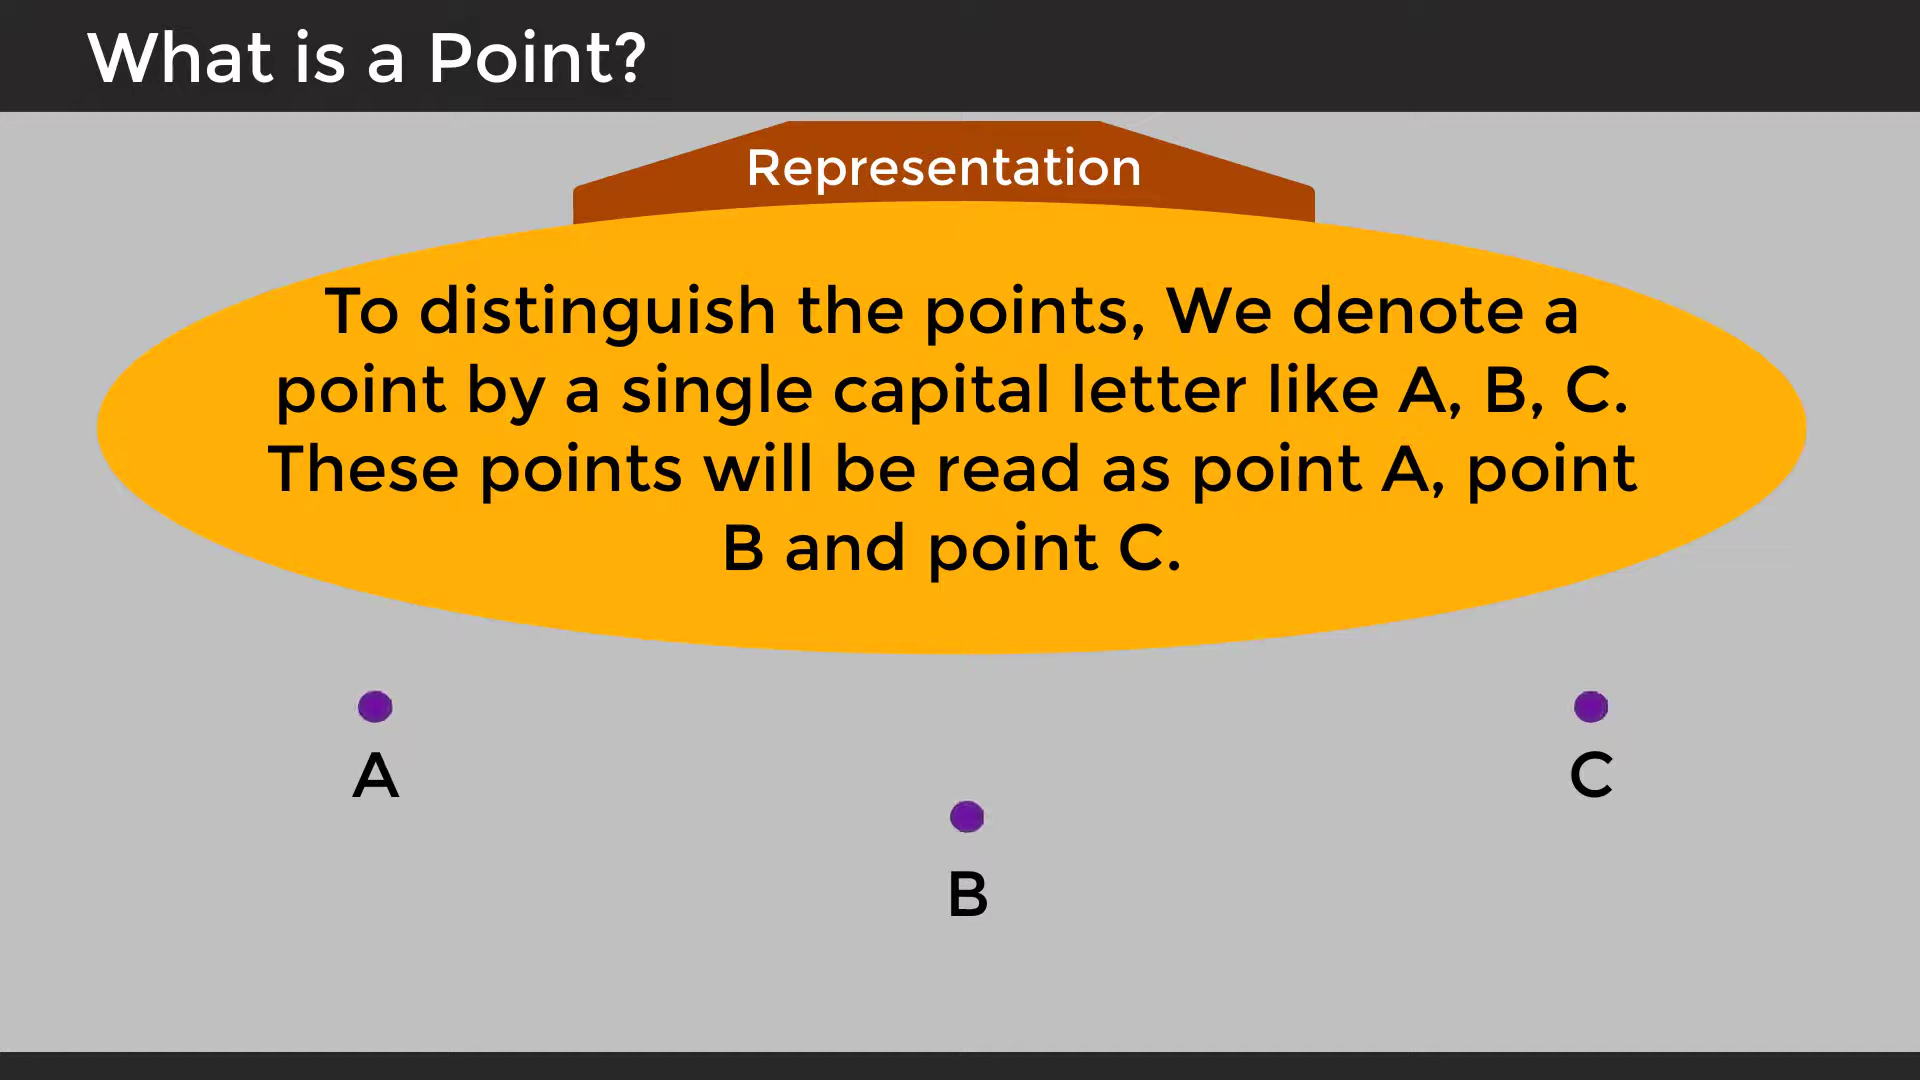 What is a Point?
Representation
To distinguish the points, We denote a
point by a single capital letter like A, B, C.
These points will be read as point A, point
B and point C.
A
C
B